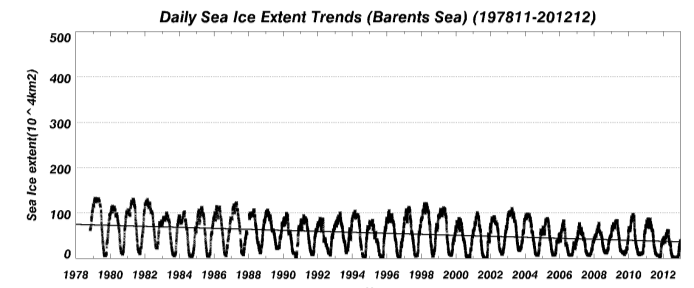 Daily Sea Ice Extent Trends (Barents Sea) (197811-201212)
Sea Ice extent(10 ^ 4km2)
500
400
300
200
100
0
1978 1980 1982 1984 1986 1988 1990 1992 1994 1996 1998 2000 2002 2004 2006 2008 2010 2012